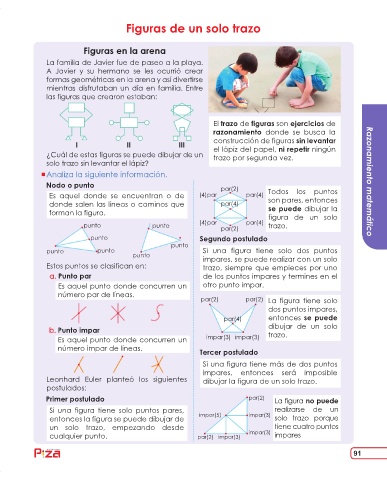 Figuras de un solo trazo
Figuras en la arena
La familia de Javier fue de paseo a la playa.
A Javier y su hermano se les ocurrió crear
formas geométricas en la arena y así divertirse
mientras disfrutaban un día en familia. Entre
las figuras que crearon estaban:
I II III
¿Cuál de estas figuras se puede dibujar de un
solo trazo sin levantar el lápiz?
El trazo de figuras son ejercicios de
razonamiento donde se busca la
construcción de figuras sin levantar
el lápiz del papel, ni repetir ningún
trazo por segunda vez.
Analiza la siguiente información.
Nodo o punto
Es aquel donde se encuentran o de
donde salen las líneas o caminos que
forman la figura.
punto
punto
punto
punto
punto
punto
punto
Estos puntos se clasifican en:
a. Punto par
Es aquel punto donde concurren un
número par de líneas.
b. Punto impar
Es aquel punto donde concurren un
número impar de líneas.
Leonhard Euler planteó los siguientes
postulados:
Primer postulado
Si una figura tiene solo puntos pares,
entonces la figura se puede dibujar de
un solo trazo, empezando desde
cualquier punto.
par(2)
(4)par par(4)
par(4)
(4)par par(4)
par(2)
Todos los puntos
son pares, entonces
se puede dibujar la
figura de un solo
trazo.
Segundo postulado
Si una figura tiene solo dos puntos
impares, se puede realizar con un solo
trazo, siempre que empieces por uno
de los puntos impares y termines en el
otro punto impar.
par(2) par(2)
par(4)
impar(3) impar(3)
La figura tiene solo
dos puntos impares,
entonces se puede
dibujar de un solo
trazo.
Tercer postulado
Si una figura tiene más de dos puntos
impares, entonces será imposible
dibujar la figura de un solo trazo.
par(2)
impar(5) impar(3)
impar(3)
par(2) impar(3)
La figura no puede
realizarse de un
solo trazo porque
tiene cuatro puntos
impares
Razonamiento matemático
Piza
91